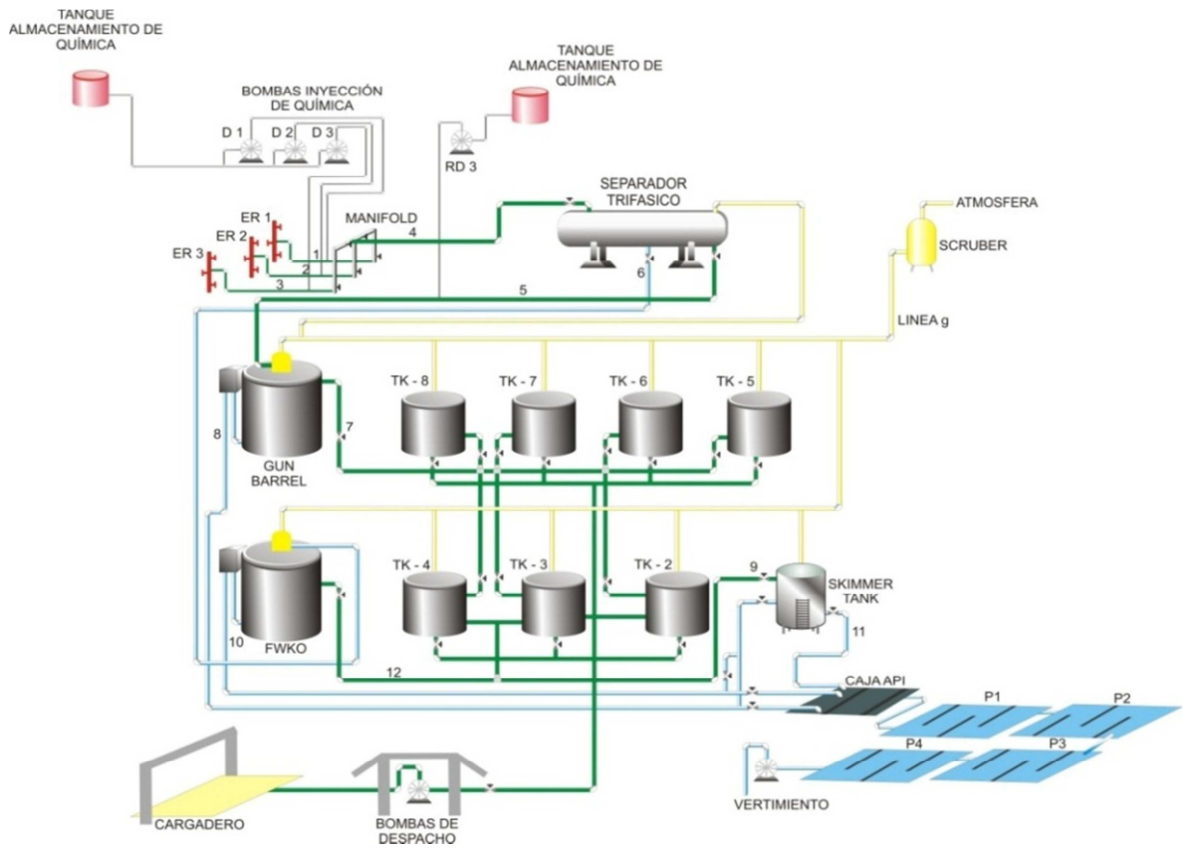 TANQUE
ALMACENAMIENTO DE
QUÍMICA
TANQUE
ALMACENAMIENTO DE
QUÍMICA
BOMBAS INYECCIÓN
DE QUÍMICA
D 1
D 2
D 3
RD 3
SEPARADOR
TRIFASICO
ATMOSFERA
SCRUBER
ER 1
ER 2
ER 3
MANIFOLD
4
1
2
3
5
6
LINEA g
TK - 8
TK - 7
TK - 6
TK - 5
7
8
GUN
BARREL
TK - 4
TK - 3
TK - 2
9
SKIMMER
TANK
10
FWKO
11
12
CAJA API
P1
P2
P4
P3
VERTIMIENTO
CARGADERO
BOMBAS DE
DESPACHO